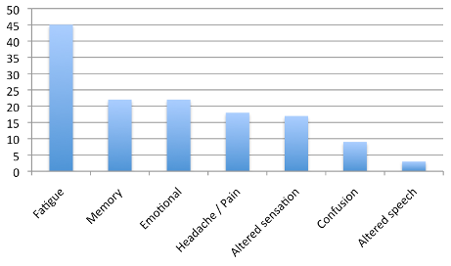 50
45
40
35
30
25
20
15
10
5
0
Fatigue
Memory
Emotional
Headache / Pain
Altered sensation
Confusion
Altered speech